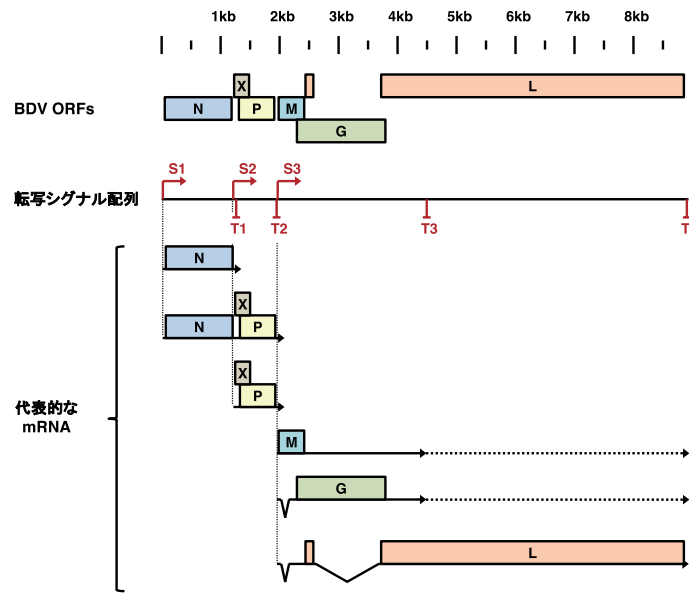 1kb 2kb 3kb 4kb 5kb 6kb 7kb 8kb
X L
BDV ORFs N P M
G
S1 S2 S3
転写シグナル配列
T1 T2 T3 T
N
X
N P
X
P
代表的な
mRNA
M
G
L